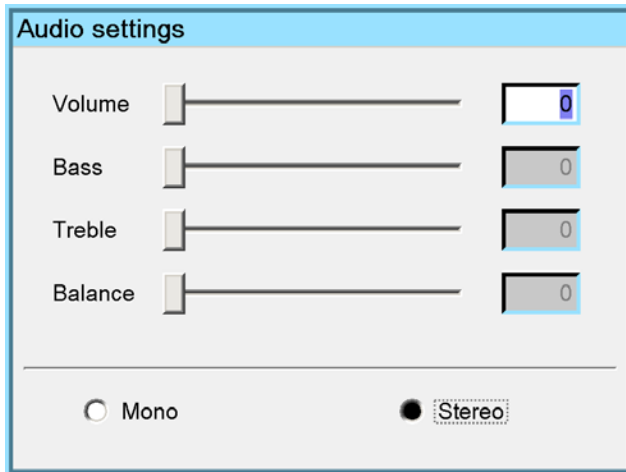 Audio settings
Volume 0
Bass 0
Treble 0
Balance 0
Mono Stereo